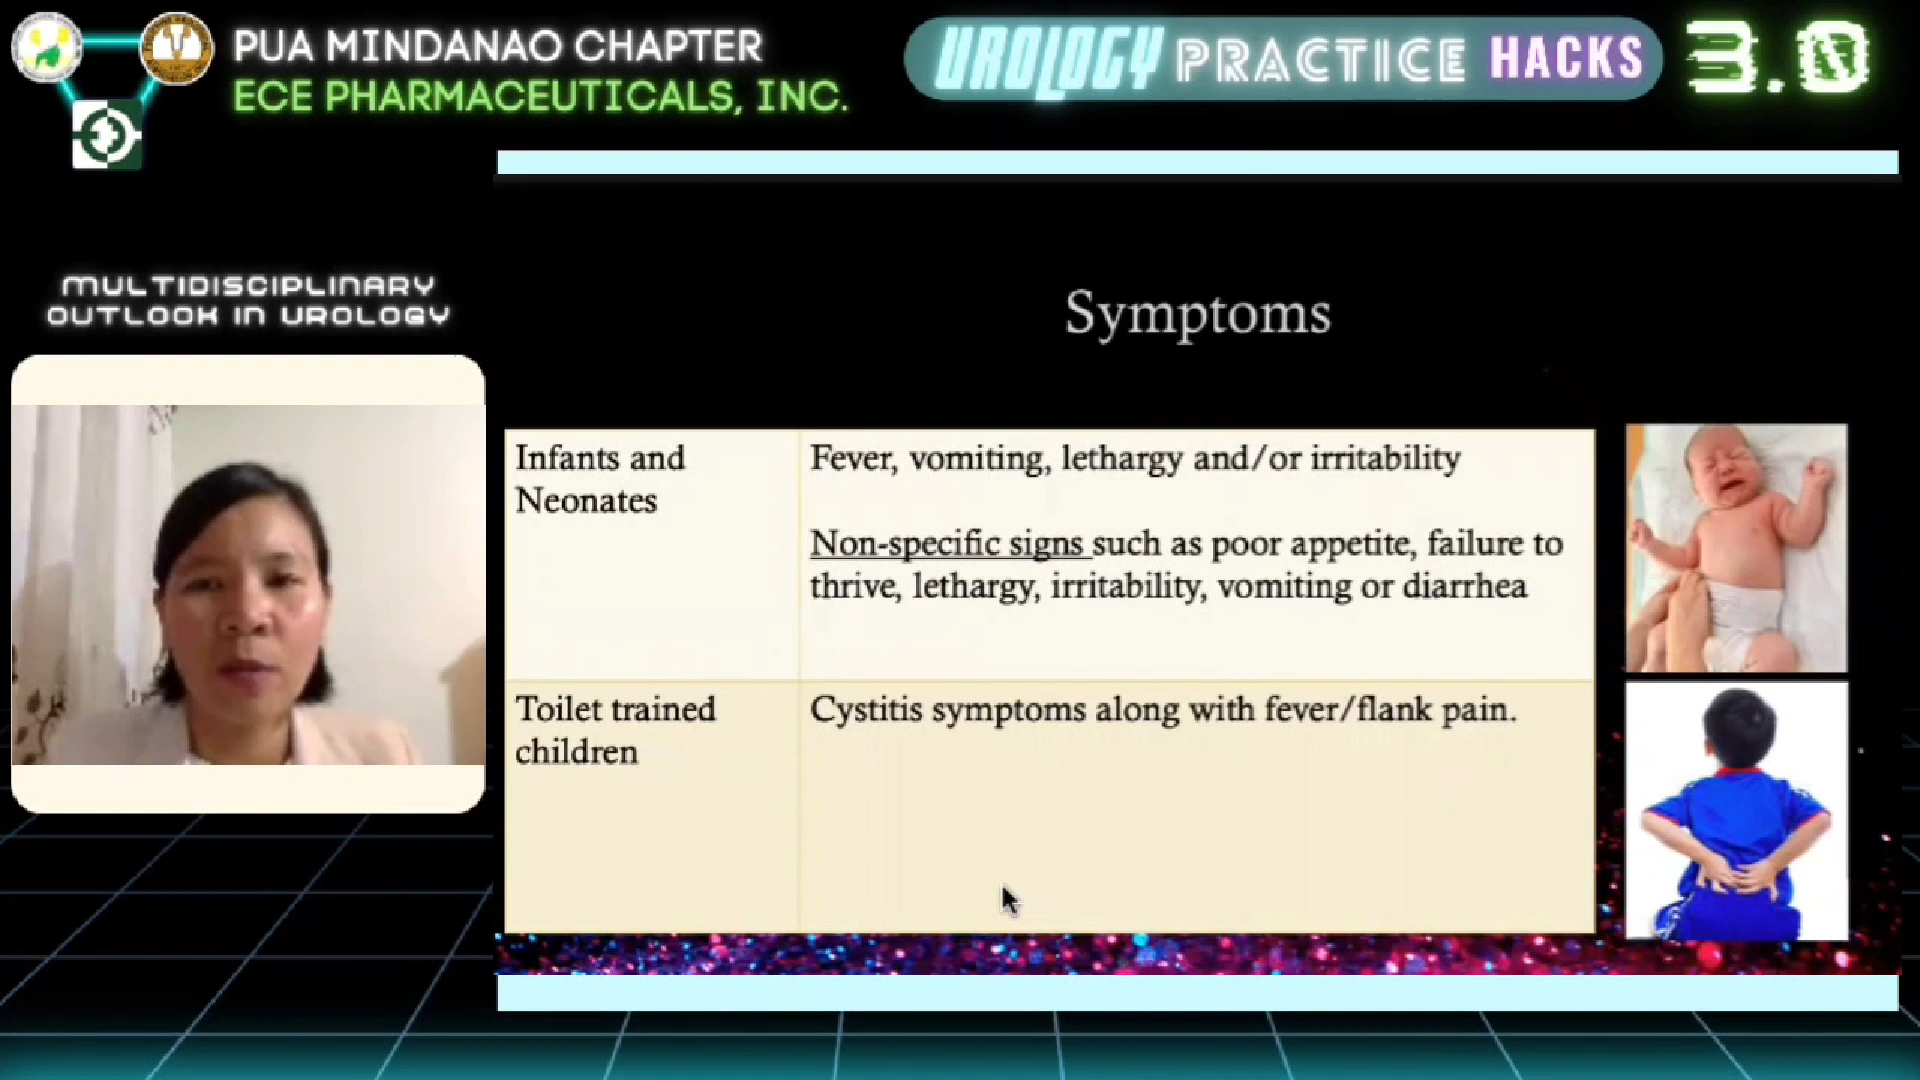 PUA MINDANAO CHAPTER
ECE PHARMACEUTICALS, INC.
UROLOGY PRACTICE HACKS 3.0
MULTIDISCIPLINARY
OUTLOOK IN UROLOGY
Symptoms
Infants and
Neonates
Fever, vomiting, lethargy and/or irritability
Non-specific signs such as poor appetite, failure to
thrive, lethargy, irritability, vomiting or diarrhea
Toilet trained
children
Cystitis symptoms along with fever/flank pain.